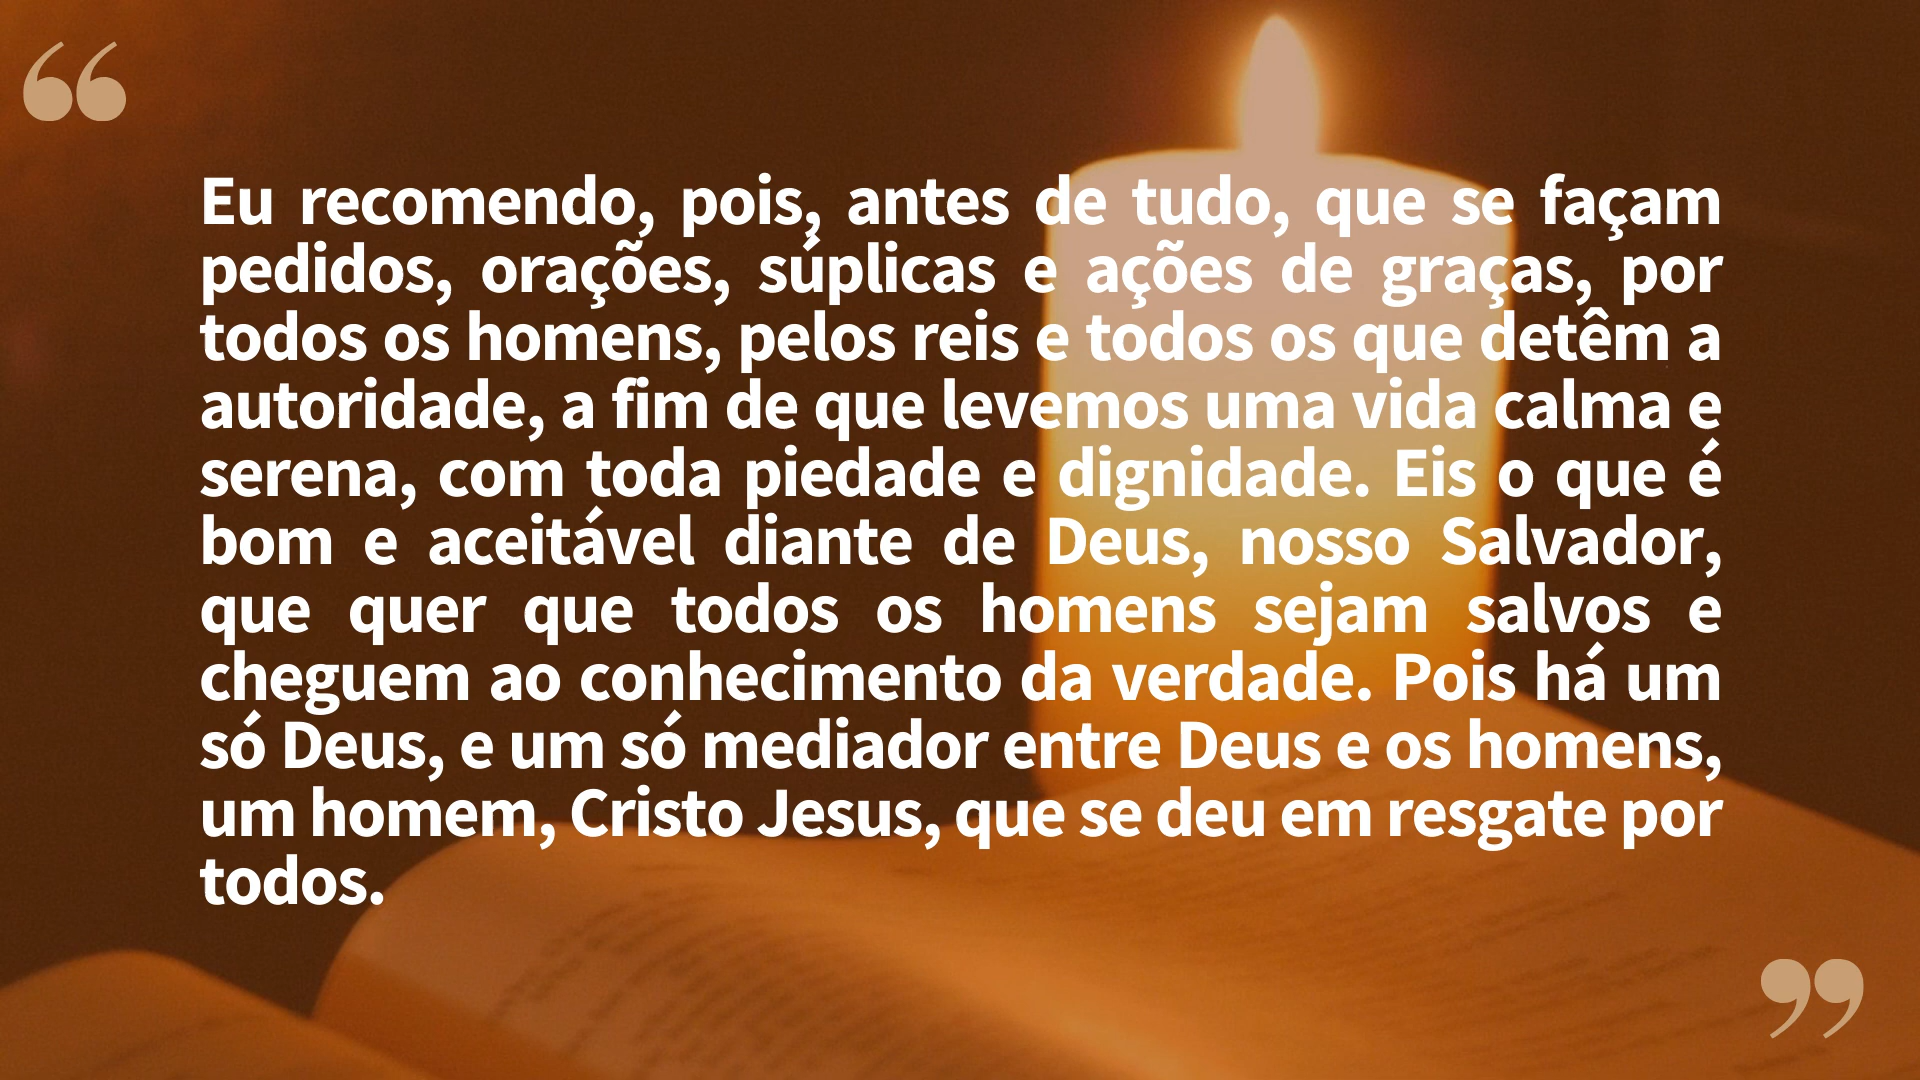 “
Eu recomendo, pois, antes de tudo, que se façam
pedidos, orações, súplicas e ações de graças, por
todos os homens, pelos reis e todos os que detêm a
autoridade, a fim de que levemos uma vida calma e
serena, com toda piedade e dignidade. Eis o que é
bom e aceitável diante de Deus, nosso Salvador,
que quer que todos os homens sejam salvos e
cheguem ao conhecimento da verdade. Pois há um
só Deus, e um só mediador entre Deus e os homens,
um homem, Cristo Jesus, que se deu em resgate por
todos.
”